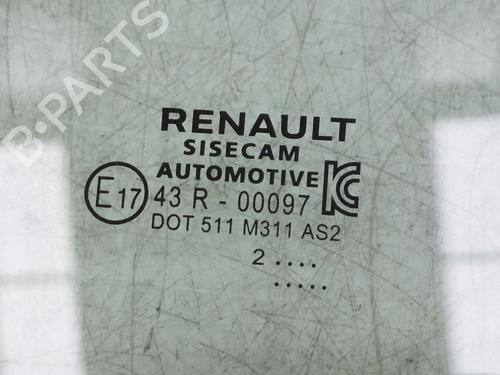 B-PARTS
RENAULT
SISECAM
AUTOMOTIVE KC
E17 43 R - 00097
DOT 511 M311 AS2
2 ....
.....